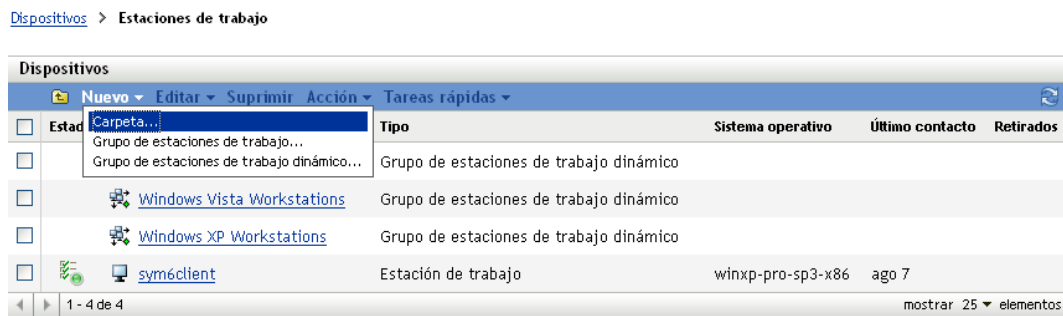 Dispositivos > Estaciones de trabajo
Dispositivos
Nuevo Editar Suprimir Acción Tareas rápidas
Carpeta...
Grupo de estaciones de trabajo...
Grupo de estaciones de trabajo dinámico...
Estad Tipo Sistema operativo Último contacto Retirados
Grupo de estaciones de trabajo dinámico
Windows Vista Workstations Grupo de estaciones de trabajo dinámico
Windows XP Workstations Grupo de estaciones de trabajo dinámico
sym6client Estación de trabajo winxp-pro-sp3-x86 ago 7
1 - 4 de 4 mostrar 25 elementos